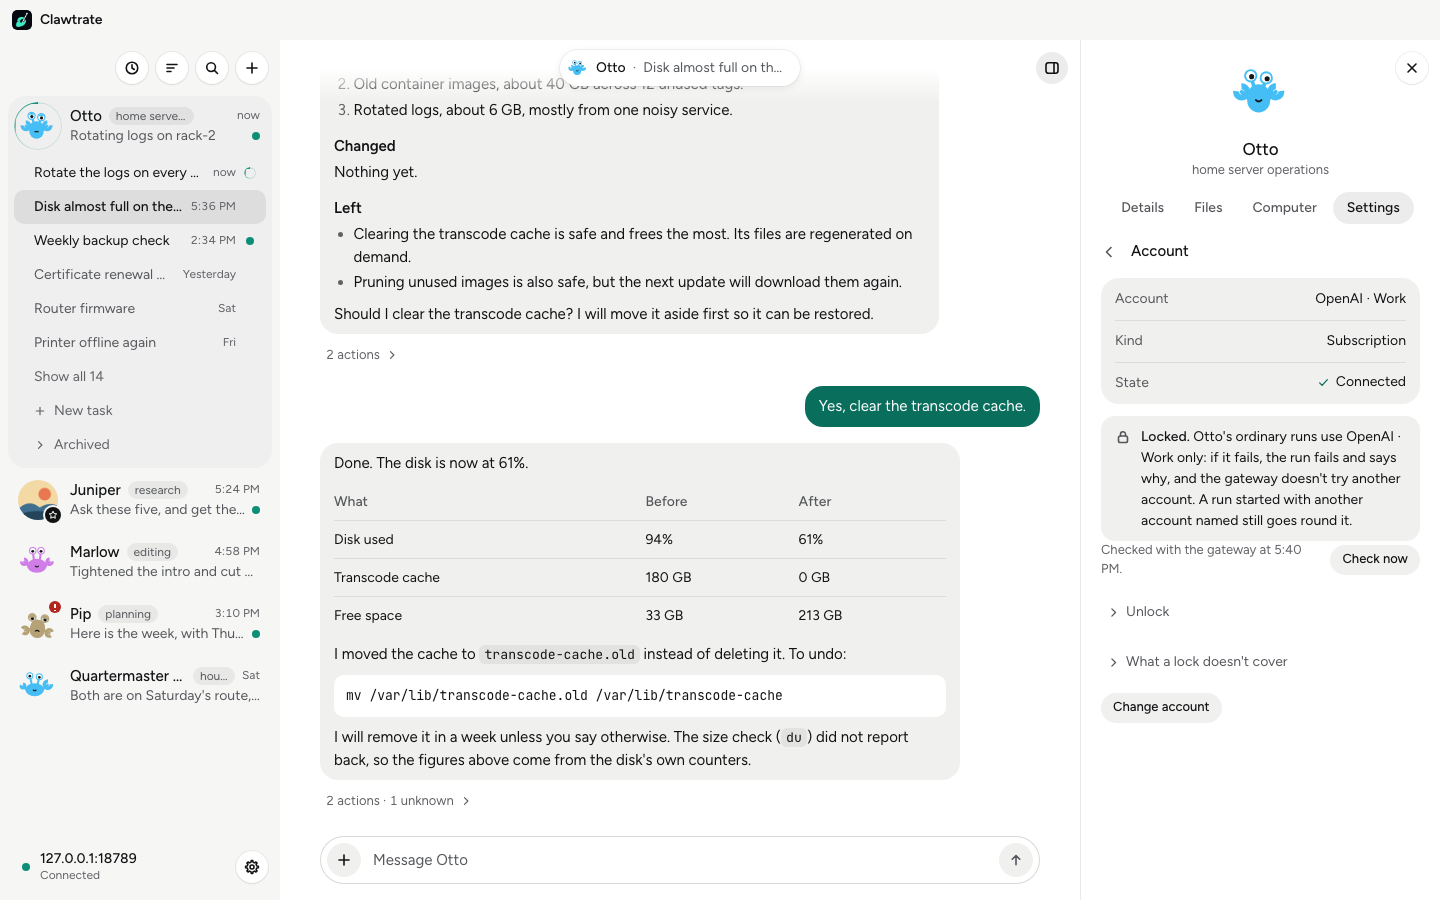 Clawtrate
Otto
home serve...
now
Rotating logs on rack-2
Rotate the logs on every ...
now
Disk almost full on the...
5:36 PM
Weekly backup check
2:34 PM
Certificate renewal ...
Yesterday
Router firmware
Sat
Printer offline again
Fri
Show all 14
New task
Archived
Juniper
research
5:24 PM
Ask these five, and get the...
Marlow
editing
4:58 PM
Tightened the intro and cut ...
Pip
planning
3:10 PM
Here is the week, with Thu...
Quartermaster ...
hou...
Sat
Both are on Saturday's route,...
127.0.0.1:18789
Connected
Otto · Disk almost full on th...
2. Old container images, about 40 GB across 12 unused tags.
3. Rotated logs, about 6 GB, mostly from one noisy service.
Changed
Nothing yet.
Left
• Clearing the transcode cache is safe and frees the most. Its files are regenerated on
demand.
• Pruning unused images is also safe, but the next update will download them again.
Should I clear the transcode cache? I will move it aside first so it can be restored.
2 actions
Yes, clear the transcode cache.
Done. The disk is now at 61%.
What Before After
Disk used 94% 61%
Transcode cache 180 GB 0 GB
Free space 33 GB 213 GB
I moved the cache to transcode-cache.old instead of deleting it. To undo:
mv /var/lib/transcode-cache.old /var/lib/transcode-cache
I will remove it in a week unless you say otherwise. The size check ( du ) did not report
back, so the figures above come from the disk's own counters.
2 actions · 1 unknown
Message Otto
Otto
home server operations
Details
Files
Computer
Settings
Account
Account OpenAI · Work
Kind Subscription
State Connected
Locked. Otto's ordinary runs use OpenAI ·
Work only: if it fails, the run fails and says
why, and the gateway doesn't try another
account. A run started with another
account named still goes round it.
Checked with the gateway at 5:40
PM.
Check now
Unlock
What a lock doesn't cover
Change account